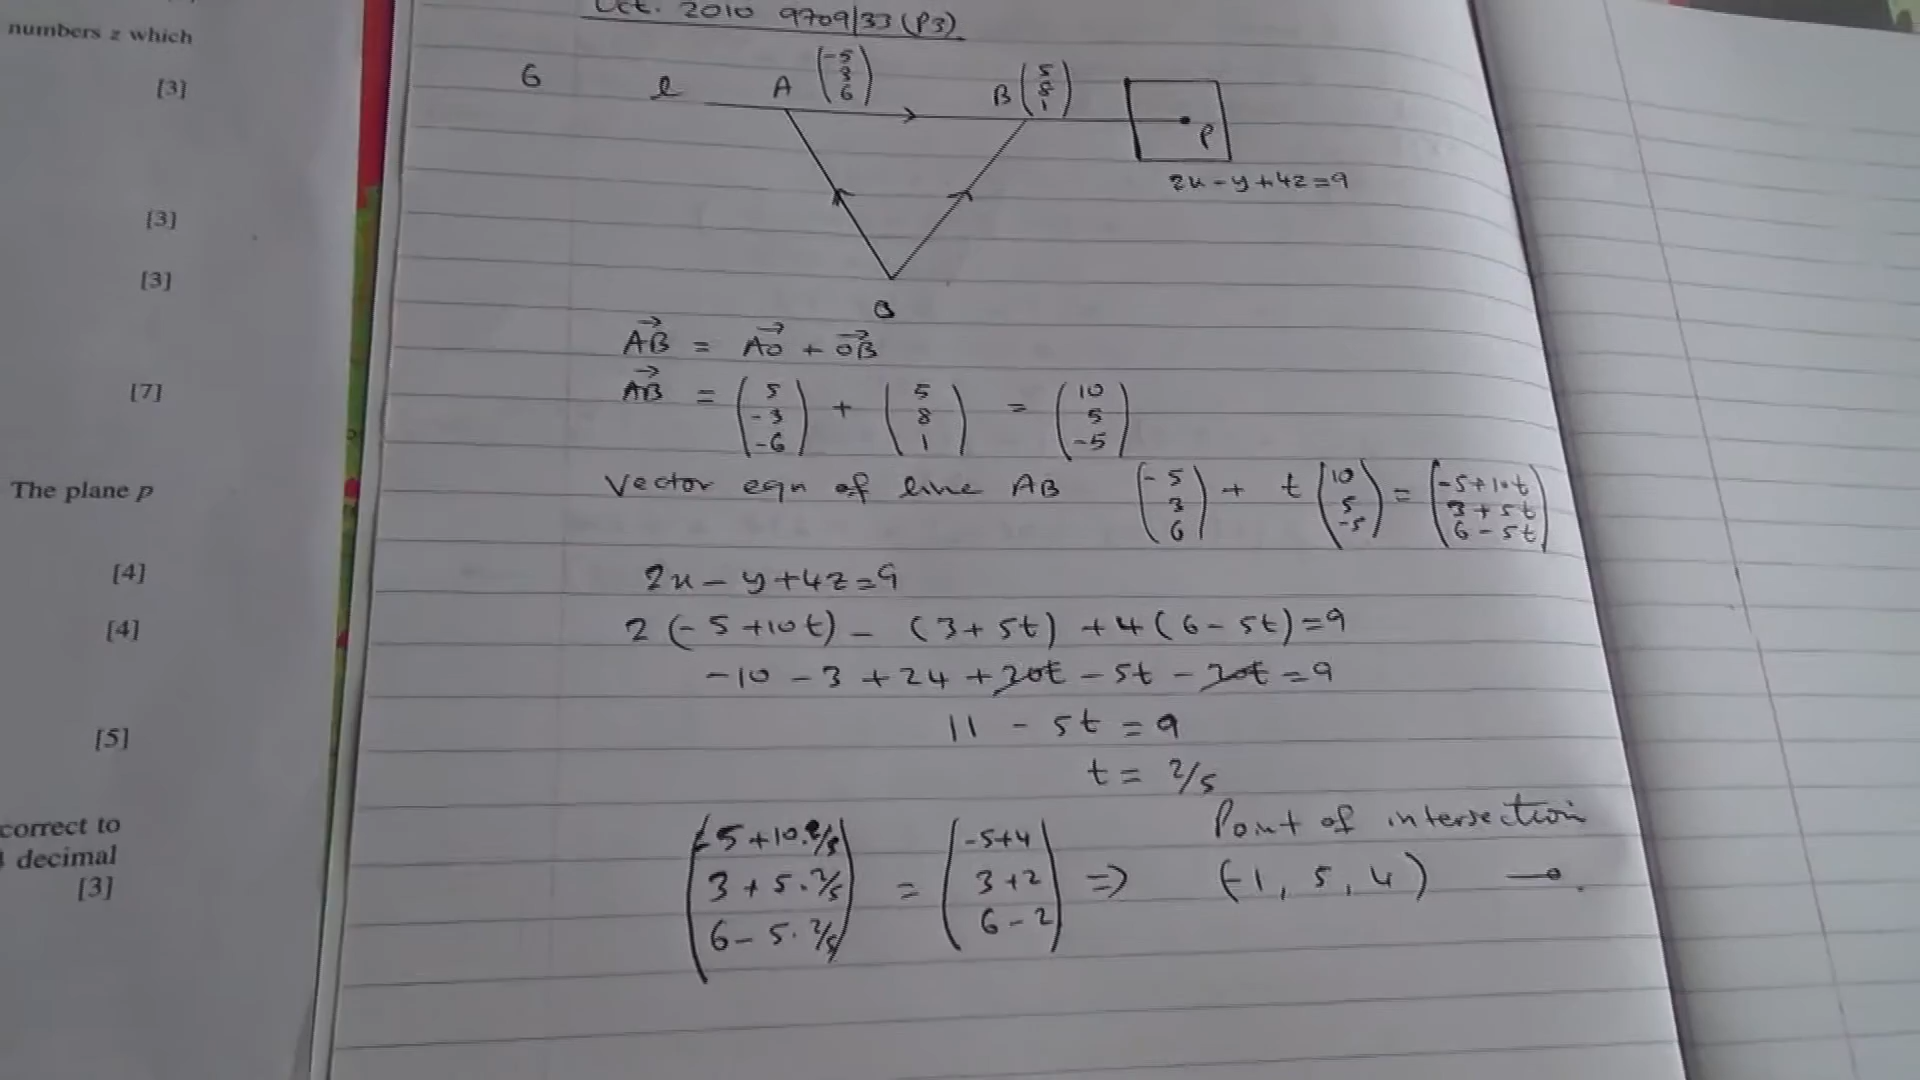 numbers z which
[3]
[3]
[3]
[7]
The plane p
[4]
[4]
[5]
correct to
decimal
[3]
Oct. 2010 9709/33 (P3)
6 l A (-5 3 6) B (5 8 1) P
2x - y + 4z = 9
O
AB = AO + OB
AB = (5 -3 -6) + (5 8 1) = (10 5 -5)
Vector eqn of line AB (-5 3 6) + t (10 5 -5) = (-5+10t 3+5t 6-5t)
2x - y + 4z = 9
2(-5+10t) - (3+5t) + 4(6-5t) = 9
-10 - 3 + 24 + 20t - 5t - 20t = 9
11 - 5t = 9
t = 2/5
Point of intersection
(-5+10.2/5 3+5.2/5 6-5.2/5) = (-5+4 3+2 6-2) => (-1, 5, 4)